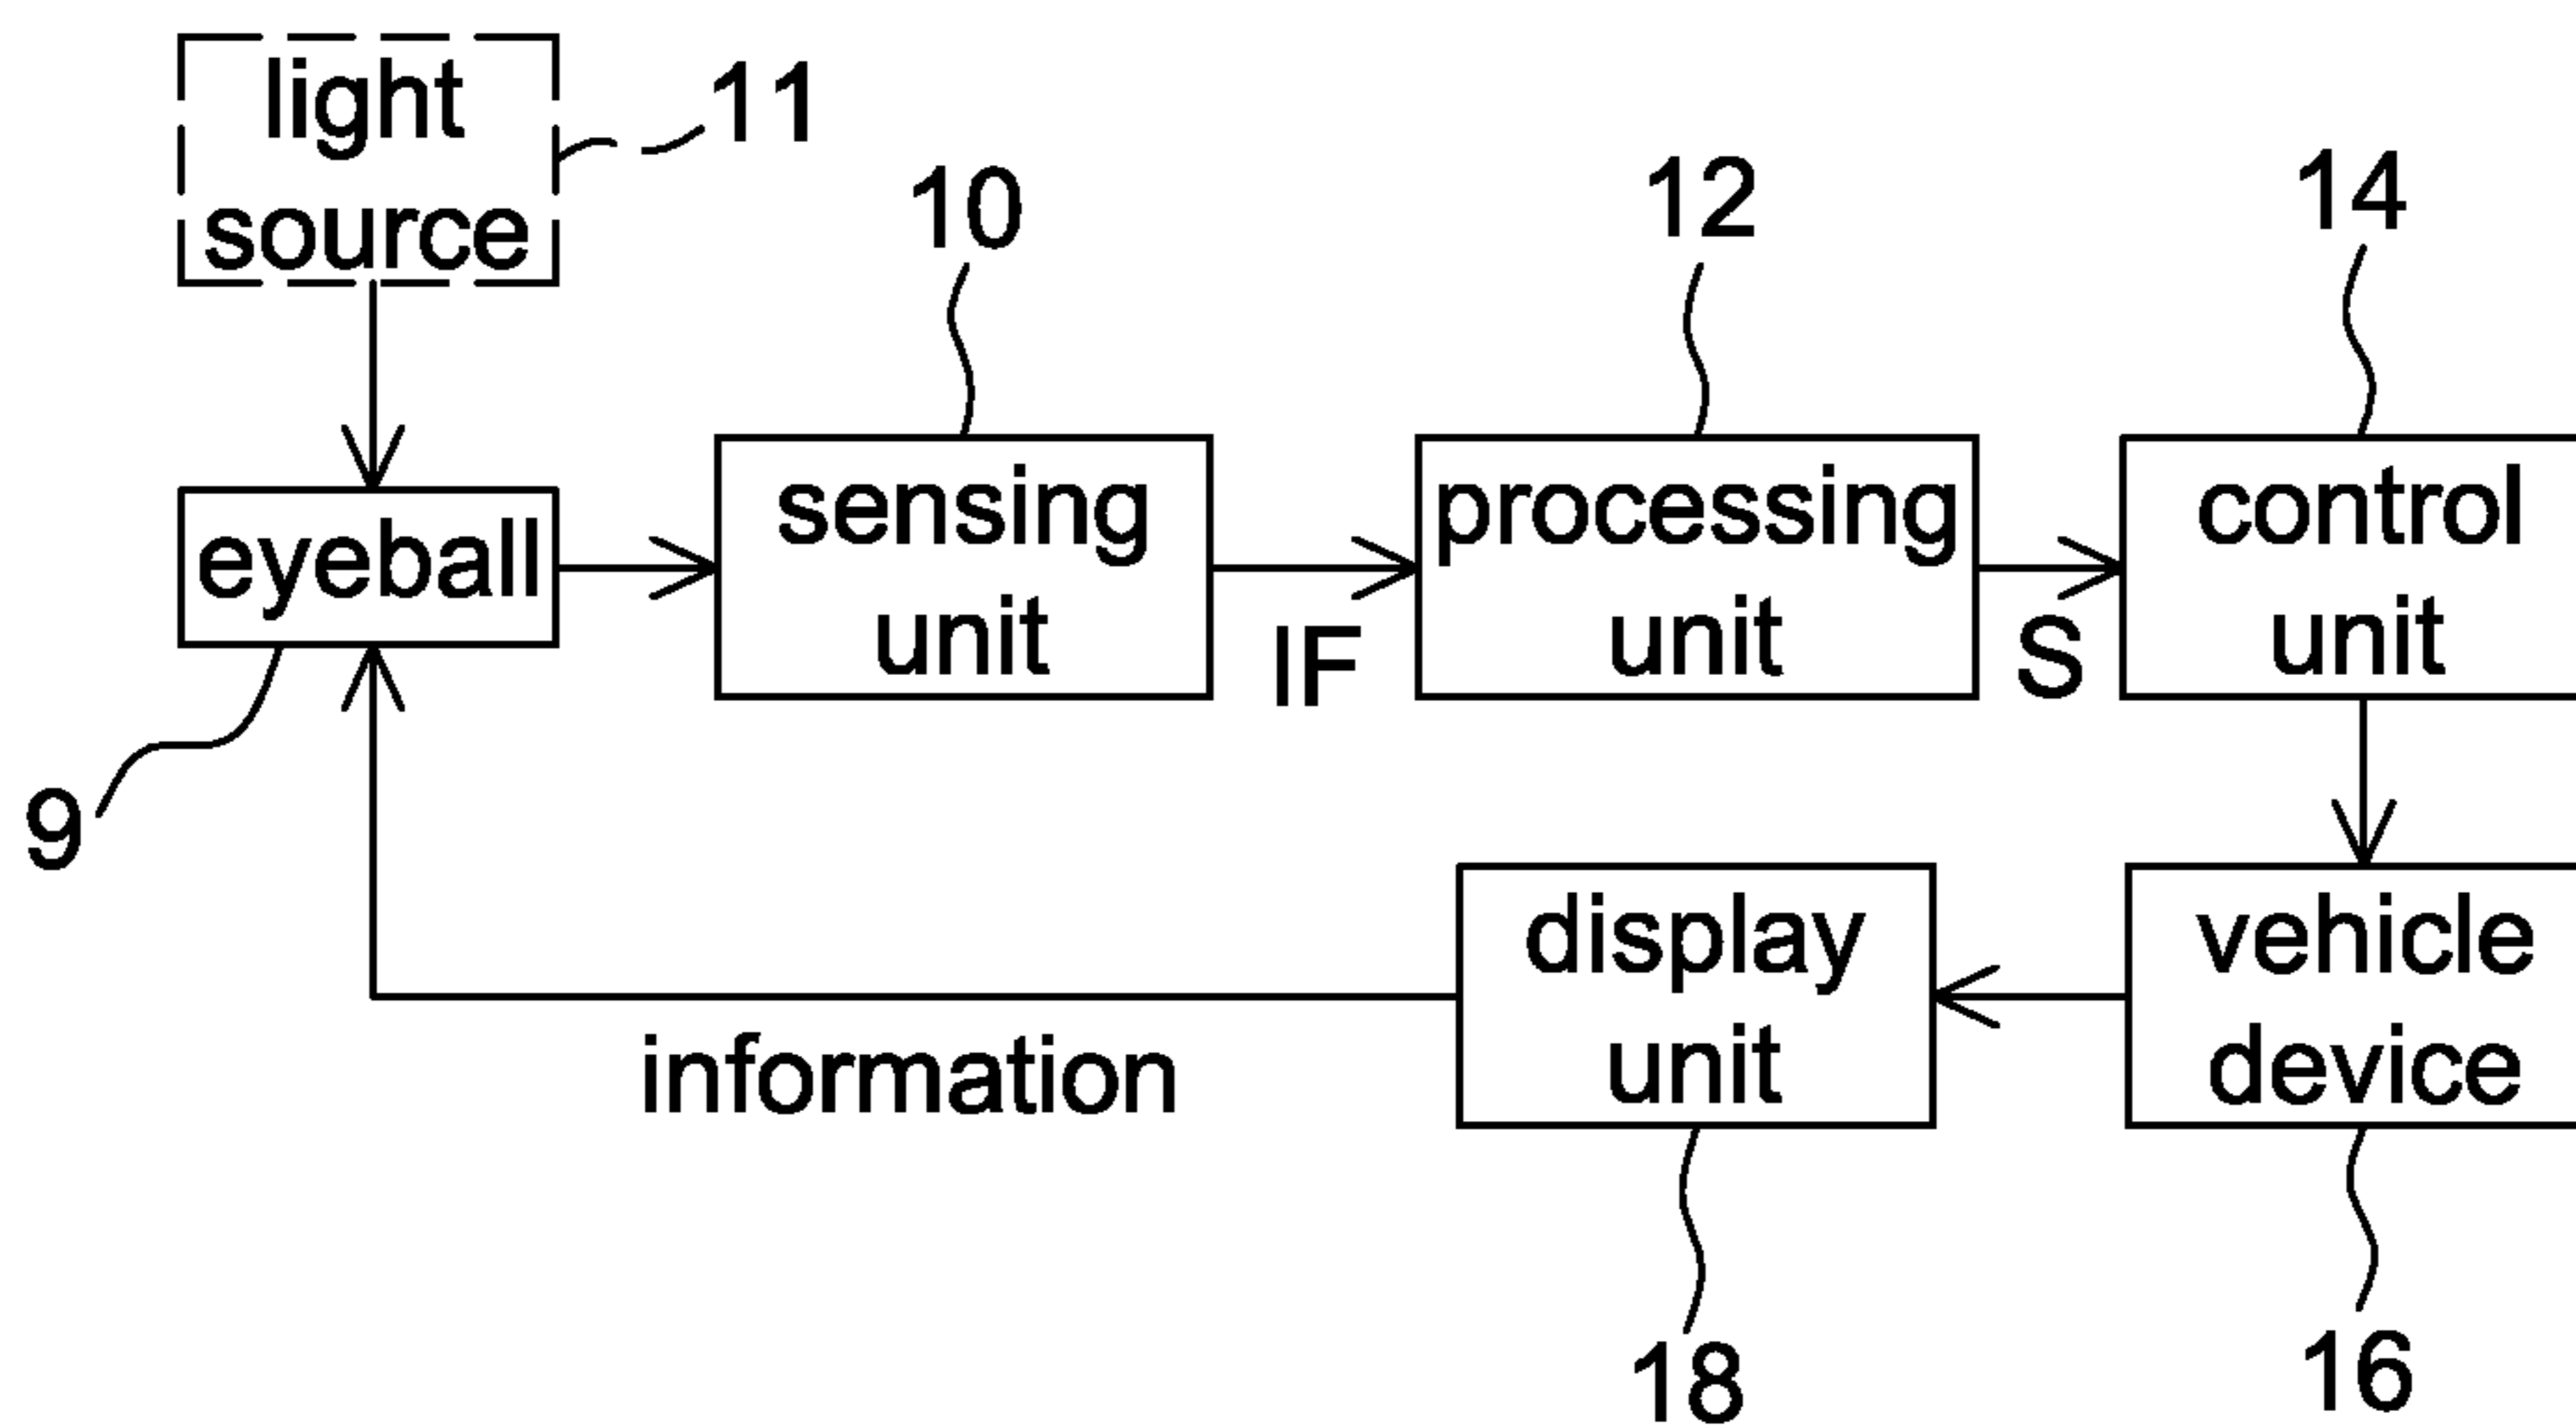 light
source
11
10
12
14
eyeball
sensing
unit
processing
unit
control
unit
IF
S
9
display
unit
vehicle
device
information
18
16